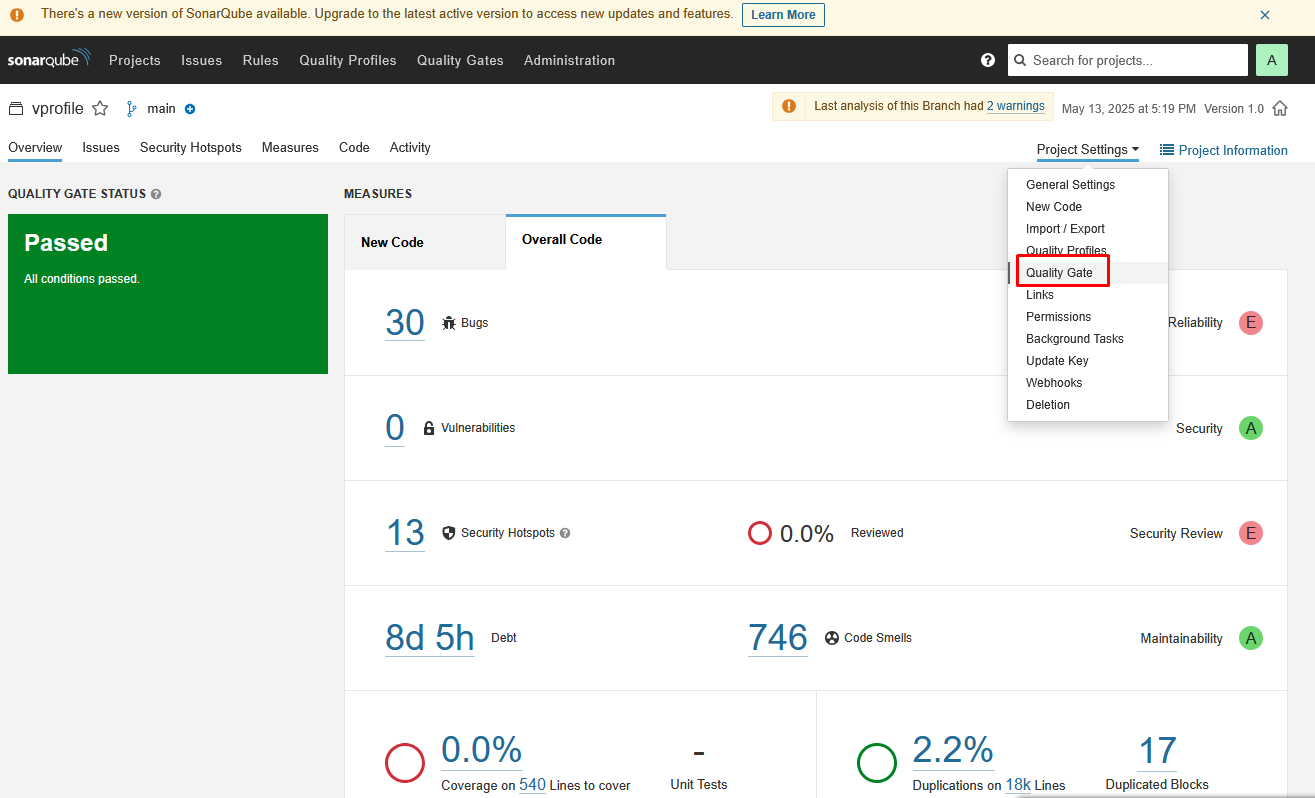 There's a new version of SonarQube available. Upgrade to the latest active version to access new updates and features. Learn More
sonarqube Projects Issues Rules Quality Profiles Quality Gates Administration Search for projects... A
vprofile main Last analysis of this Branch had 2 warnings May 13, 2025 at 5:19 PM Version 1.0
Overview Issues Security Hotspots Measures Code Activity Project Settings Project Information
QUALITY GATE STATUS
Passed
All conditions passed.
MEASURES
New Code Overall Code
General Settings
New Code
Import / Export
Quality Profiles
Quality Gate
Links
Permissions
Background Tasks
Update Key
Webhooks
Deletion
30 Bugs Reliability E
0 Vulnerabilities Security A
13 Security Hotspots 0.0% Reviewed Security Review E
8d 5h Debt 746 Code Smells Maintainability A
0.0%
Coverage on 540 Lines to cover
-
Unit Tests
2.2%
Duplications on 18k Lines
17
Duplicated Blocks